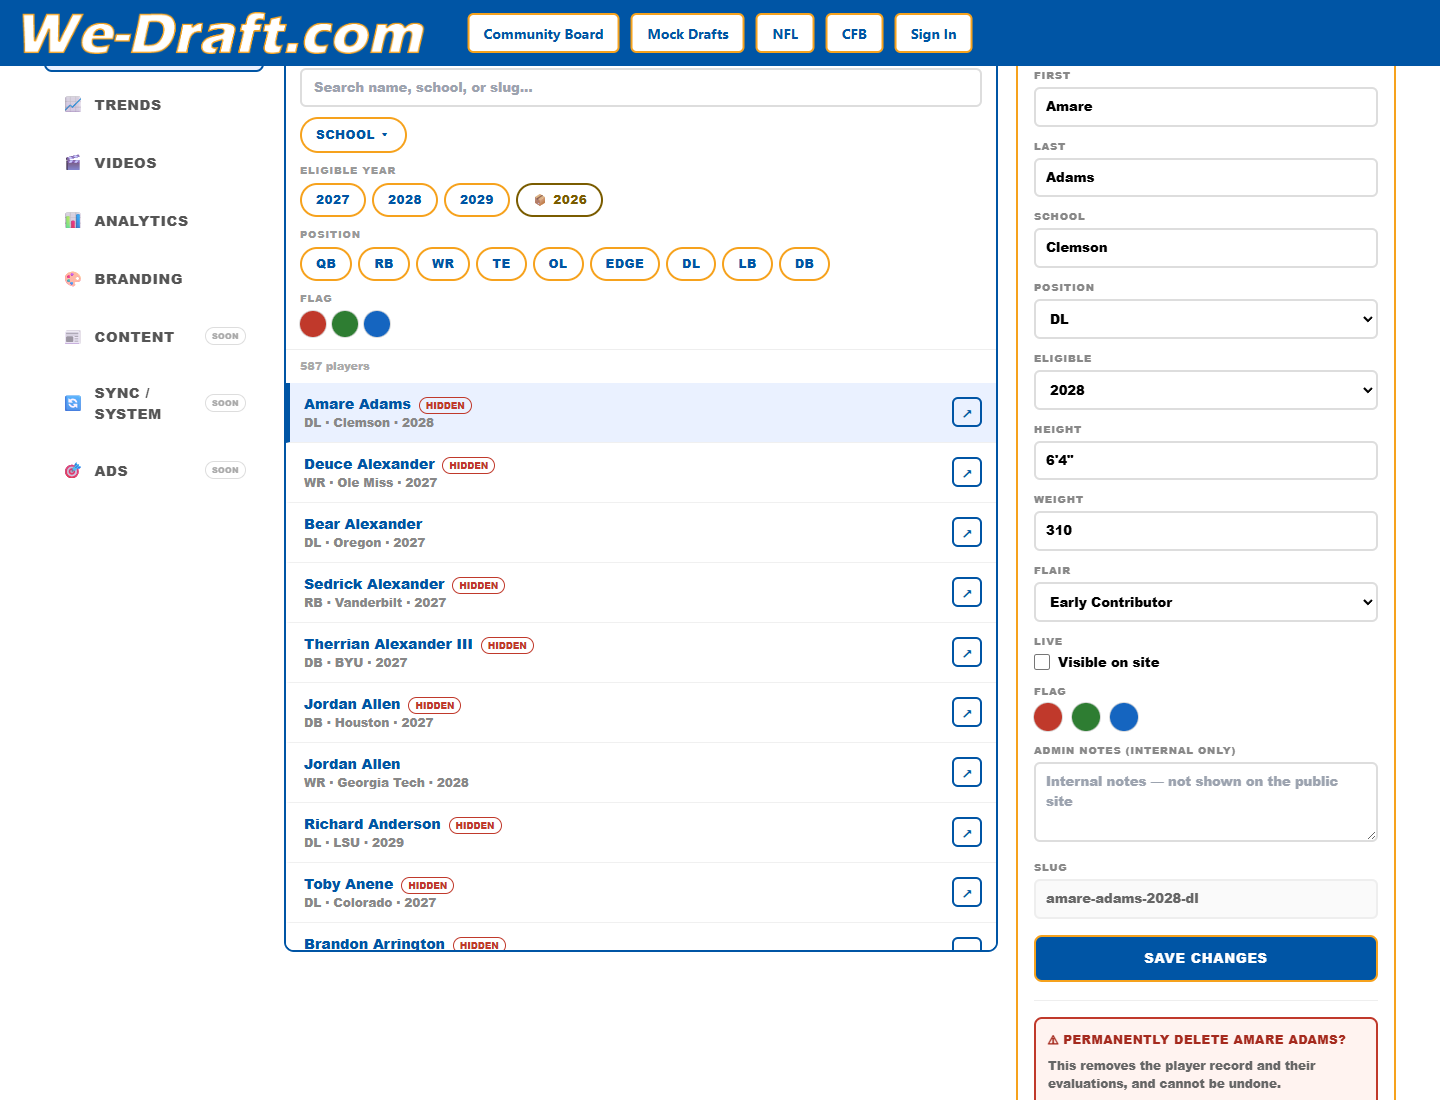 We-Draft.com
Community Board
Mock Drafts
NFL
CFB
Sign In
TRENDS
VIDEOS
ANALYTICS
BRANDING
CONTENT SOON
SYNC /
SYSTEM SOON
ADS SOON
Search name, school, or slug...
SCHOOL
ELIGIBLE YEAR
2027 2028 2029 2026
POSITION
QB RB WR TE OL EDGE DL LB DB
FLAG
587 players
Amare Adams HIDDEN
DL • Clemson • 2028
Deuce Alexander HIDDEN
WR • Ole Miss • 2027
Bear Alexander
DL • Oregon • 2027
Sedrick Alexander HIDDEN
RB • Vanderbilt • 2027
Therrian Alexander III HIDDEN
DB • BYU • 2027
Jordan Allen HIDDEN
DB • Houston • 2027
Jordan Allen
WR • Georgia Tech • 2028
Richard Anderson HIDDEN
DL • LSU • 2029
Toby Anene HIDDEN
DL • Colorado • 2027
Brandon Arrington HIDDEN
FIRST
Amare
LAST
Adams
SCHOOL
Clemson
POSITION
DL
ELIGIBLE
2028
HEIGHT
6'4"
WEIGHT
310
FLAIR
Early Contributor
LIVE
Visible on site
FLAG
ADMIN NOTES (INTERNAL ONLY)
Internal notes — not shown on the public
site
SLUG
amare-adams-2028-dl
SAVE CHANGES
⚠ PERMANENTLY DELETE AMARE ADAMS?
This removes the player record and their
evaluations, and cannot be undone.